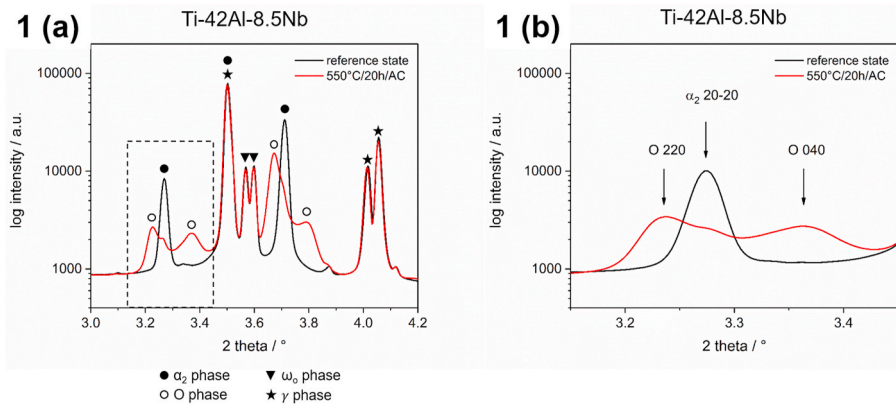 1 (a)
Ti-42Al-8.5Nb
reference state
550°C/20h/AC
log intensity / a.u.
100000
10000
1000
O
O
O
O
3.0 3.2 3.4 3.6 3.8 4.0 4.2
2 theta / °
α₂ phase
ωₒ phase
O phase
γ phase
1 (b)
Ti-42Al-8.5Nb
reference state
550°C/20h/AC
α₂ 20-20
O 220
O 040
log intensity / a.u.
100000
10000
1000
3.2 3.3 3.4
2 theta / °